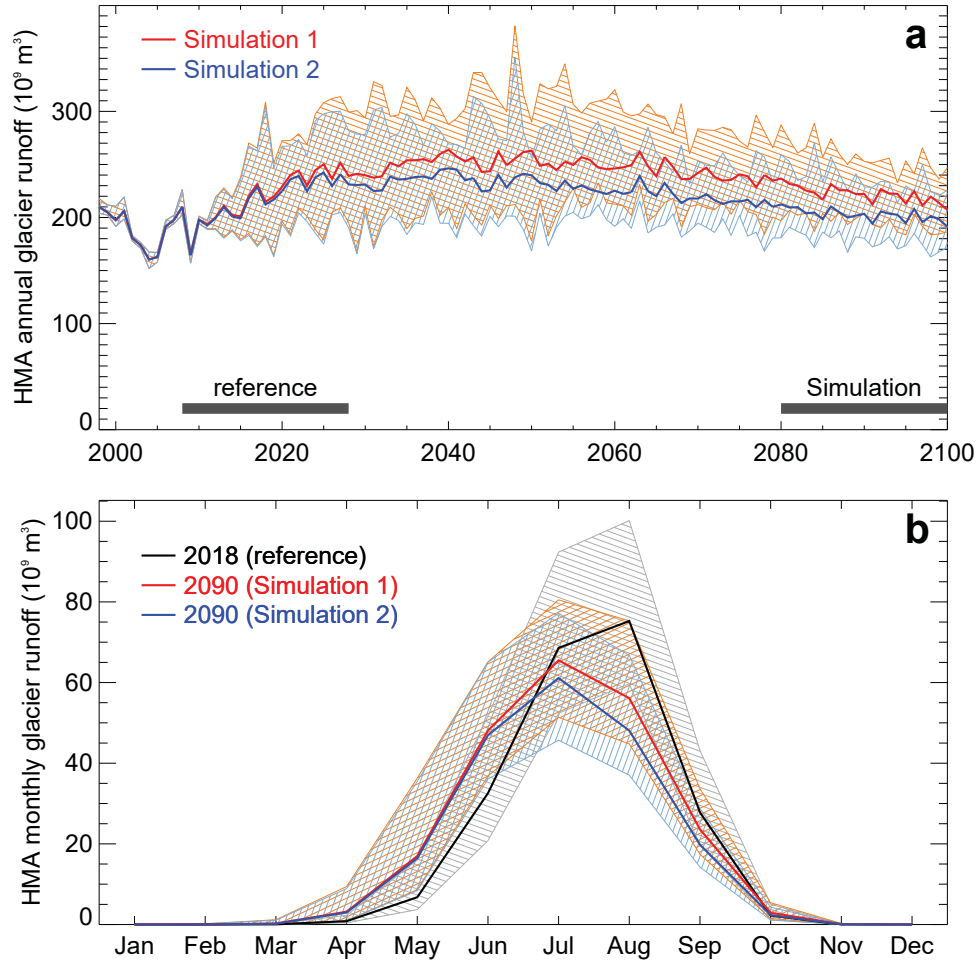 a
Simulation 1
Simulation 2
HMA annual glacier runoff (10⁹ m³)
300
200
100
0
reference
Simulation
2000
2020
2040
2060
2080
2100
b
2018 (reference)
2090 (Simulation 1)
2090 (Simulation 2)
HMA monthly glacier runoff (10⁹ m³)
100
80
60
40
20
0
Jan Feb Mar Apr May Jun Jul Aug Sep Oct Nov Dec